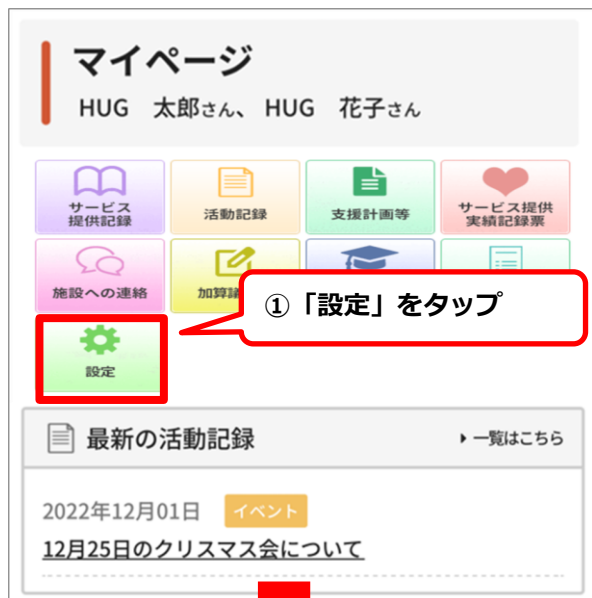 マイページ
HUG 太郎さん、 HUG 花子さん
サービス
提供記録
活動記録
支援計画等
サービス提供
実績記録票
施設への連絡
加算
①「設定」をタップ
設定
最新の活動記録
一覧はこちら
2022年12月01日 イベント
12月25日のクリスマス会について